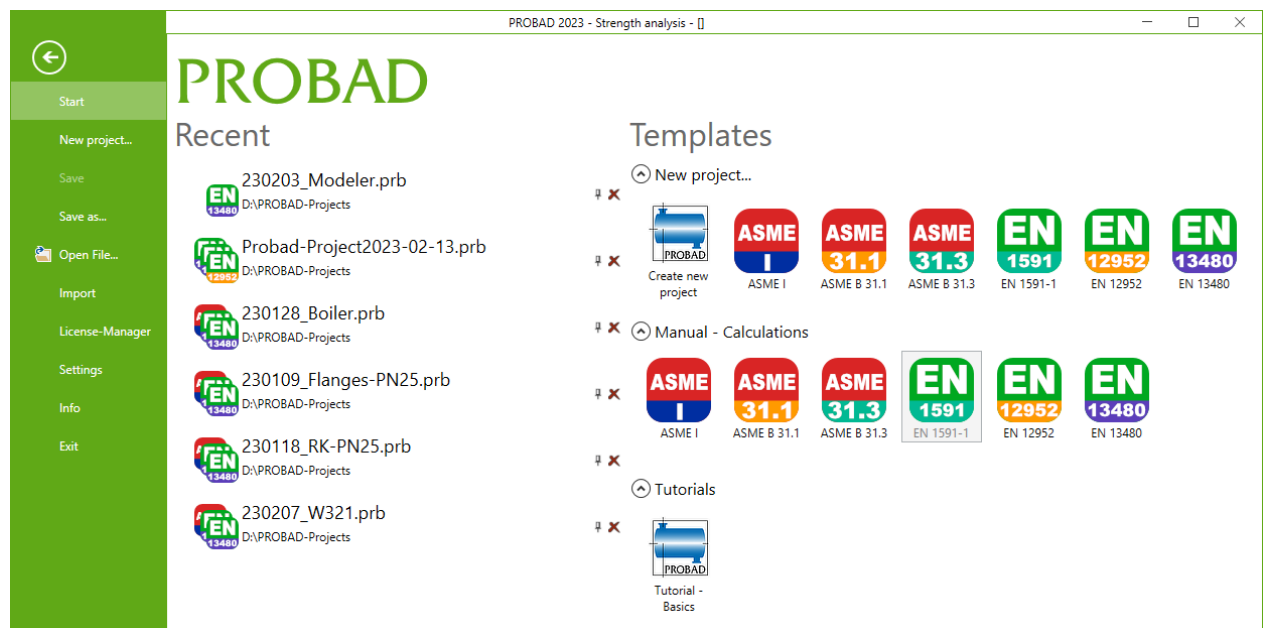 PROBAD 2023 - Strength analysis - []
Start
New project...
Save
Save as...
Open File...
Import
License-Manager
Settings
Info
Exit
PROBAD
Recent
EN
13480
230203_Modeler.prb
D:\PROBAD-Projects
EN
12952
Probad-Project2023-02-13.prb
D:\PROBAD-Projects
EN
13480
230128_Boiler.prb
D:\PROBAD-Projects
EN
13480
230109_Flanges-PN25.prb
D:\PROBAD-Projects
EN
13480
230118_RK-PN25.prb
D:\PROBAD-Projects
EN
13480
230207_W321.prb
D:\PROBAD-Projects
Templates
New project...
PROBAD
Create new
project
ASME
I
ASME I
ASME
31.1
ASME B 31.1
ASME
31.3
ASME B 31.3
EN
1591
EN 1591-1
EN
12952
EN 12952
EN
13480
EN 13480
Manual - Calculations
ASME
I
ASME I
ASME
31.1
ASME B 31.1
ASME
31.3
ASME B 31.3
EN
1591
EN 1591-1
EN
12952
EN 12952
EN
13480
EN 13480
Tutorials
PROBAD
Tutorial -
Basics